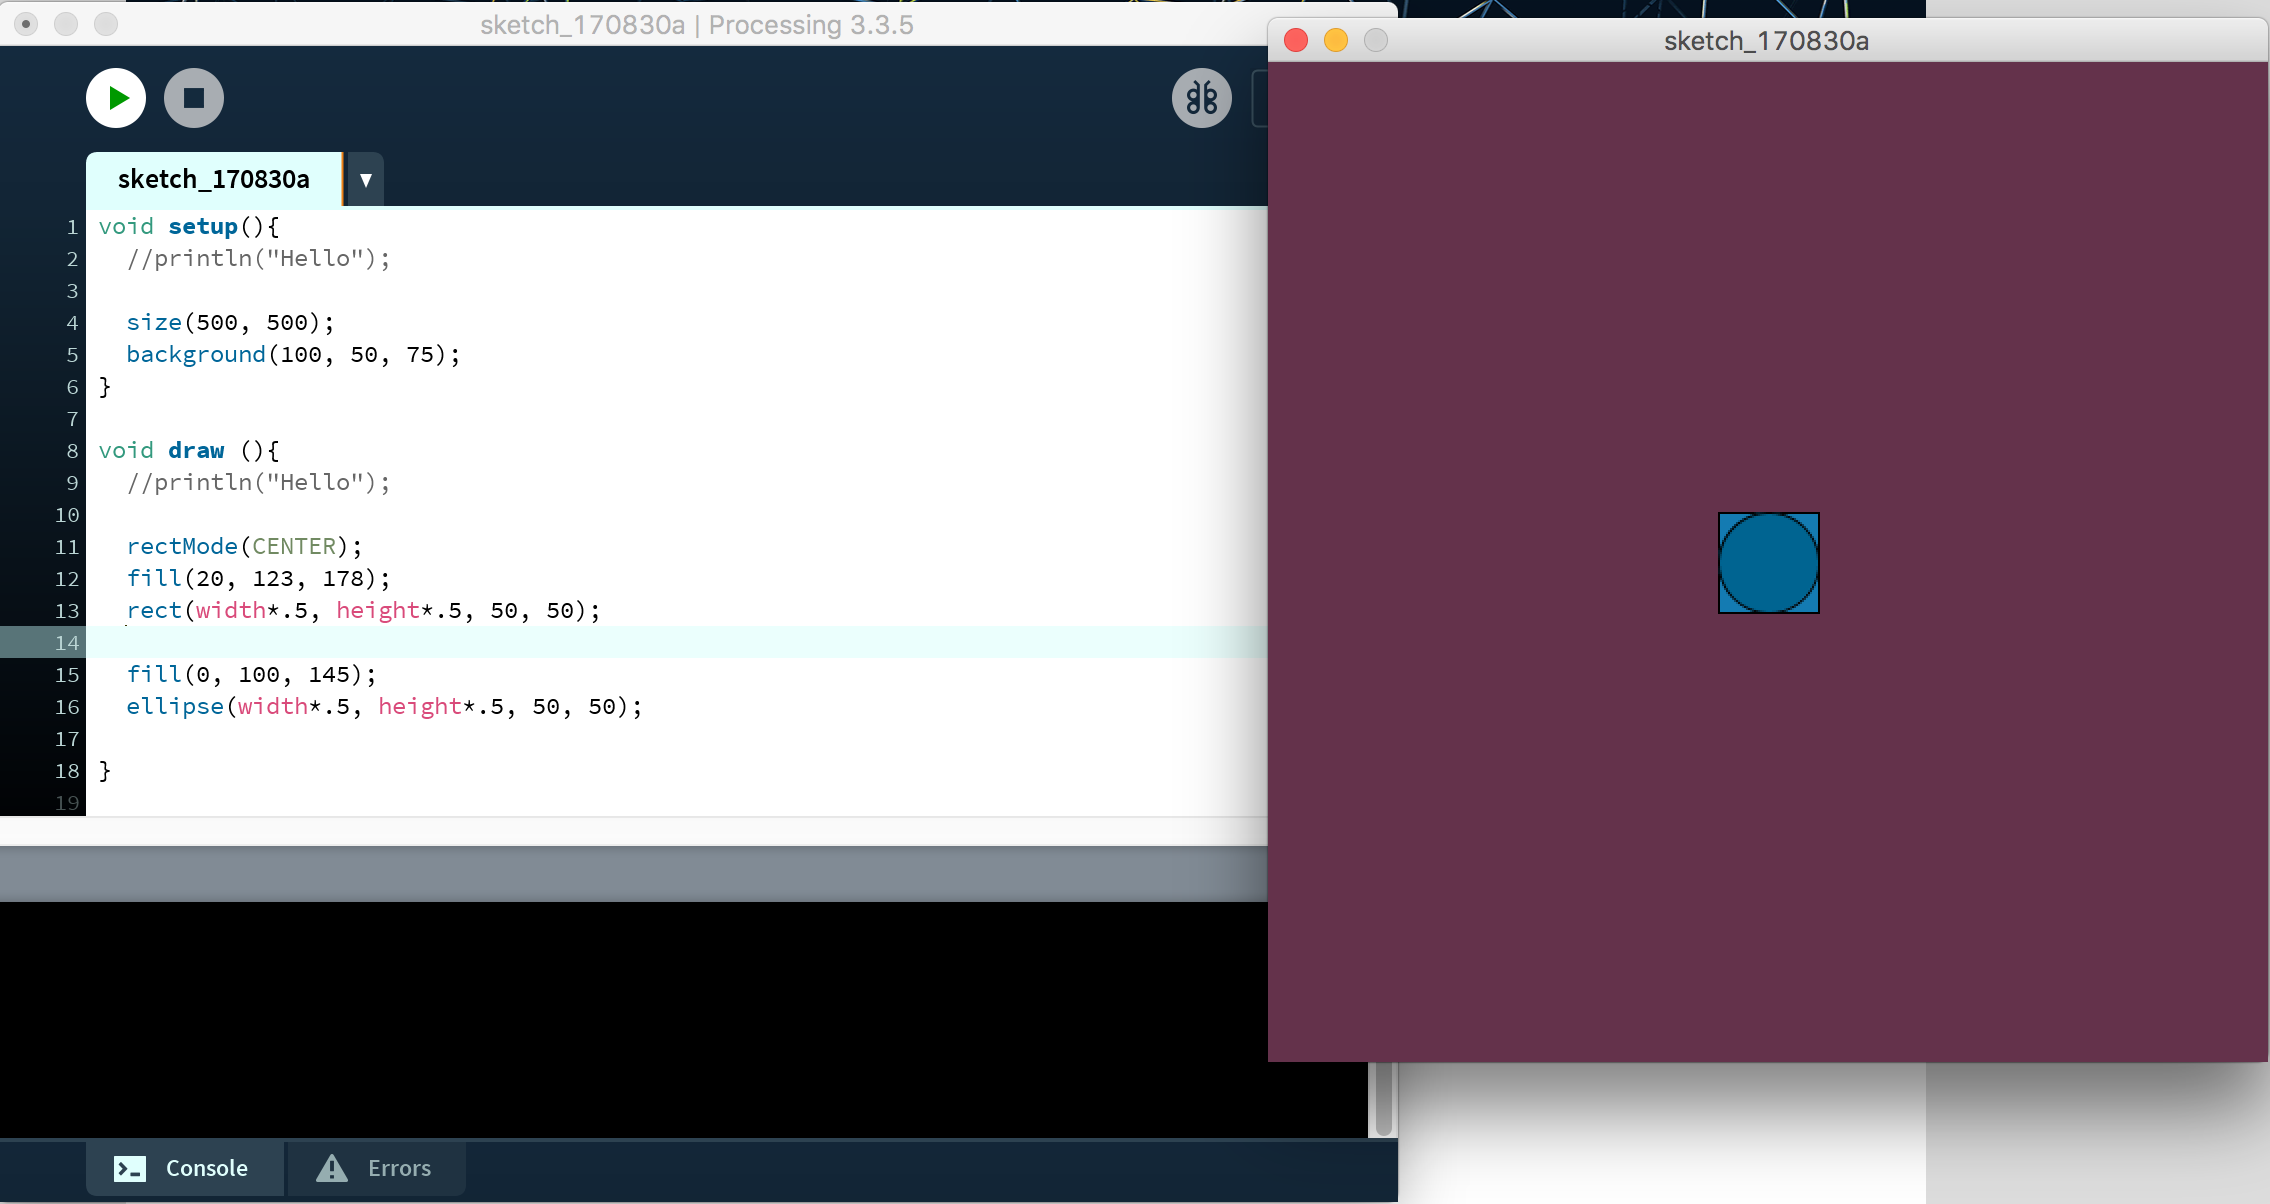 sketch_170830a | Processing 3.3.5
sketch_170830a
sketch_170830a ▼
1 void setup(){
2 //println("Hello");
3
4 size(500, 500);
5 background(100, 50, 75);
6 }
7
8 void draw (){
9 //println("Hello");
10
11 rectMode(CENTER);
12 fill(20, 123, 178);
13 rect(width*.5, height*.5, 50, 50);
14
15 fill(0, 100, 145);
16 ellipse(width*.5, height*.5, 50, 50);
17
18 }
19
Console Errors